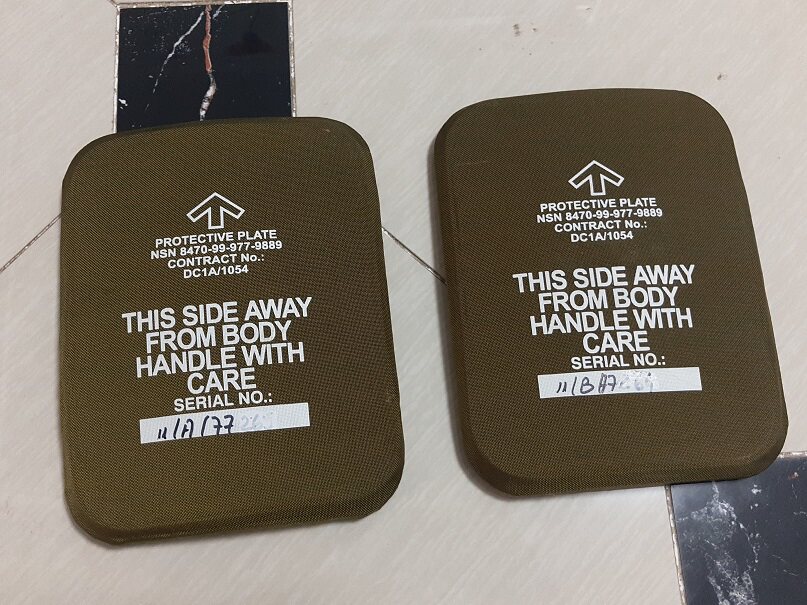 PROTECTIVE PLATE
NSN 8470-99-977-9889
CONTRACT No.:
DC1A/1054
THIS SIDE AWAY
FROM BODY
HANDLE WITH
CARE
SERIAL NO.:
11/A/77
PROTECTIVE PLATE
NSN 8470-99-977-9889
CONTRACT No.:
DC1A/1054
THIS SIDE AWAY
FROM BODY
HANDLE WITH
CARE
SERIAL NO.: